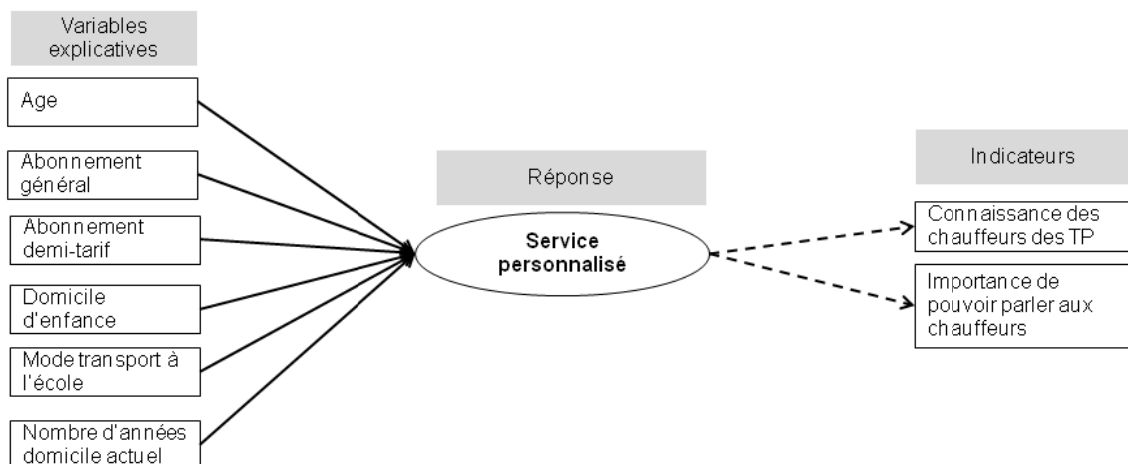 Variables
explicatives
Age
Abonnement
général
Abonnement
demi-tarif
Domicile
d'enfance
Mode transport à
l'école
Nombre d'années
domicile actuel
Réponse
Service
personnalisé
Indicateurs
Connaissance des
chauffeurs des TP
Importance de
pouvoir parler aux
chauffeurs